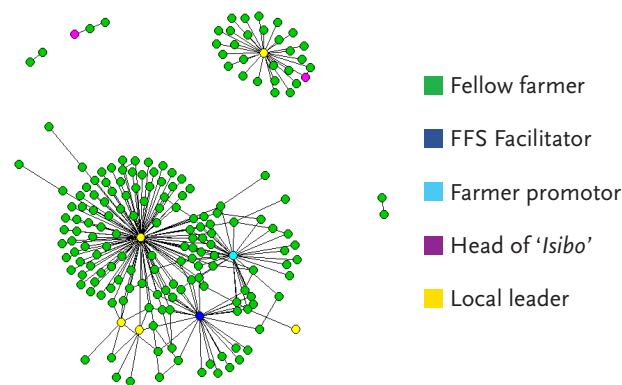 Fellow farmer
FFS Facilitator
Farmer promotor
Head of ‘Isibo’
Local leader